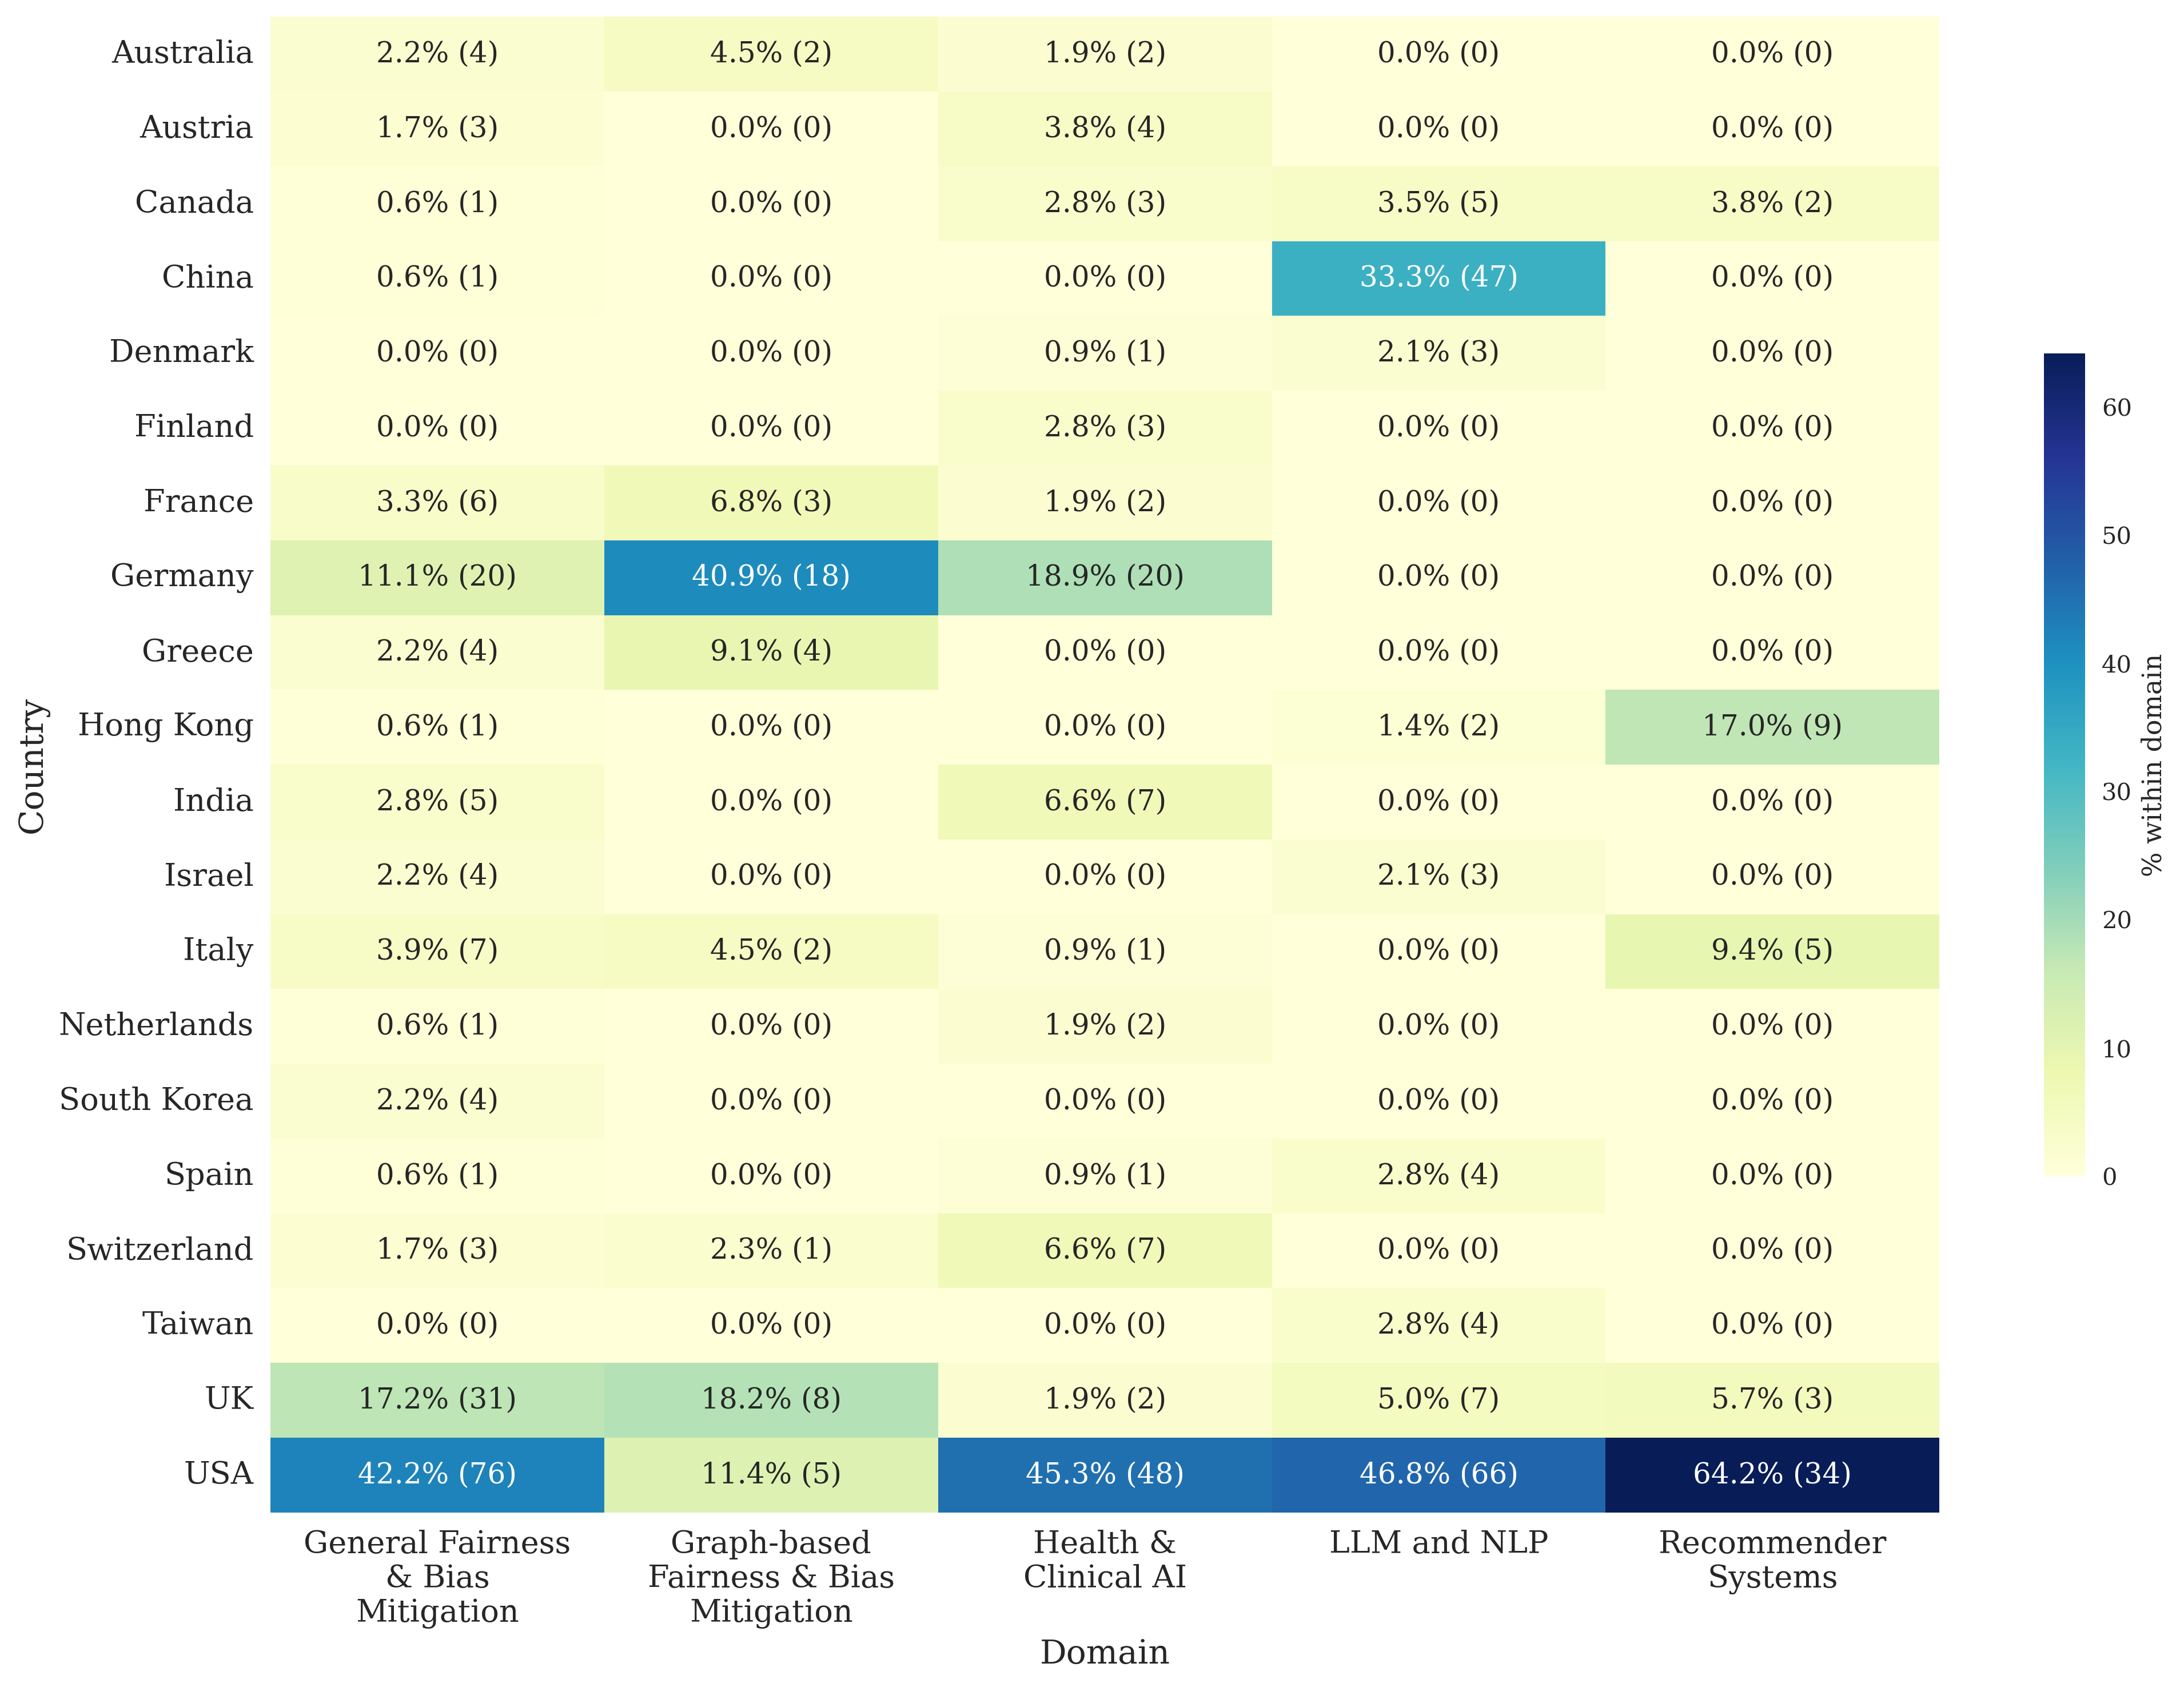 Australia 2.2% (4) 4.5% (2) 1.9% (2) 0.0% (0) 0.0% (0)
Austria 1.7% (3) 0.0% (0) 3.8% (4) 0.0% (0) 0.0% (0)
Canada 0.6% (1) 0.0% (0) 2.8% (3) 3.5% (5) 3.8% (2)
China 0.6% (1) 0.0% (0) 0.0% (0) 33.3% (47) 0.0% (0)
Denmark 0.0% (0) 0.0% (0) 0.9% (1) 2.1% (3) 0.0% (0)
Finland 0.0% (0) 0.0% (0) 2.8% (3) 0.0% (0) 0.0% (0)
France 3.3% (6) 6.8% (3) 1.9% (2) 0.0% (0) 0.0% (0)
Germany 11.1% (20) 40.9% (18) 18.9% (20) 0.0% (0) 0.0% (0)
Greece 2.2% (4) 9.1% (4) 0.0% (0) 0.0% (0) 0.0% (0)
Hong Kong 0.6% (1) 0.0% (0) 0.0% (0) 1.4% (2) 17.0% (9)
India 2.8% (5) 0.0% (0) 6.6% (7) 0.0% (0) 0.0% (0)
Israel 2.2% (4) 0.0% (0) 0.0% (0) 2.1% (3) 0.0% (0)
Italy 3.9% (7) 4.5% (2) 0.9% (1) 0.0% (0) 9.4% (5)
Netherlands 0.6% (1) 0.0% (0) 1.9% (2) 0.0% (0) 0.0% (0)
South Korea 2.2% (4) 0.0% (0) 0.0% (0) 0.0% (0) 0.0% (0)
Spain 0.6% (1) 0.0% (0) 0.9% (1) 2.8% (4) 0.0% (0)
Switzerland 1.7% (3) 2.3% (1) 6.6% (7) 0.0% (0) 0.0% (0)
Taiwan 0.0% (0) 0.0% (0) 0.0% (0) 2.8% (4) 0.0% (0)
UK 17.2% (31) 18.2% (8) 1.9% (2) 5.0% (7) 5.7% (3)
USA 42.2% (76) 11.4% (5) 45.3% (48) 46.8% (66) 64.2% (34)
Country
General Fairness
& Bias
Mitigation
Graph-based
Fairness & Bias
Mitigation
Health &
Clinical AI
LLM and NLP
Recommender
Systems
Domain
60
50
40
30
20
10
0
% within domain